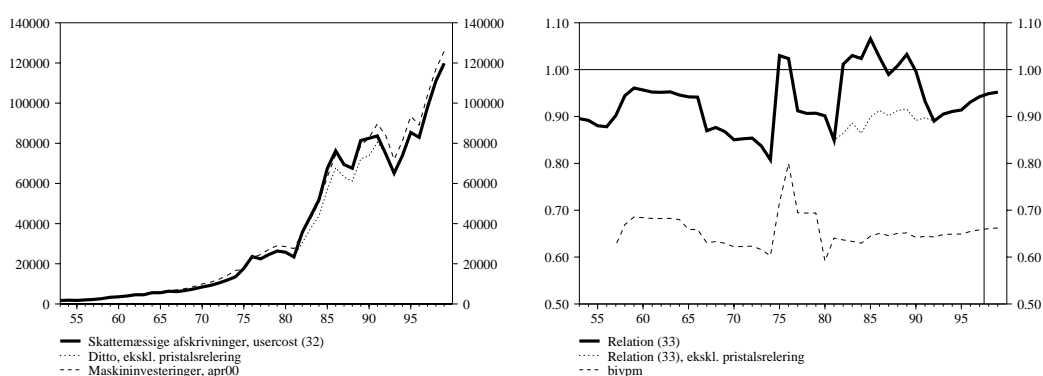 140000 140000
120000 120000
100000 100000
80000 80000
60000 60000
40000 40000
20000 20000
0 0
55 60 65 70 75 80 85 90 95
Skattemæssige afskrivninger, usercost (32)
Ditto, ekskl. pristalsrelering
Maskininvesteringer, apr00
1.10 1.10
1.00 1.00
0.90 0.90
0.80 0.80
0.70 0.70
0.60 0.60
0.50 0.50
55 60 65 70 75 80 85 90 95
Relation (33)
Relation (33), ekskl. pristalsrelering
bivpm